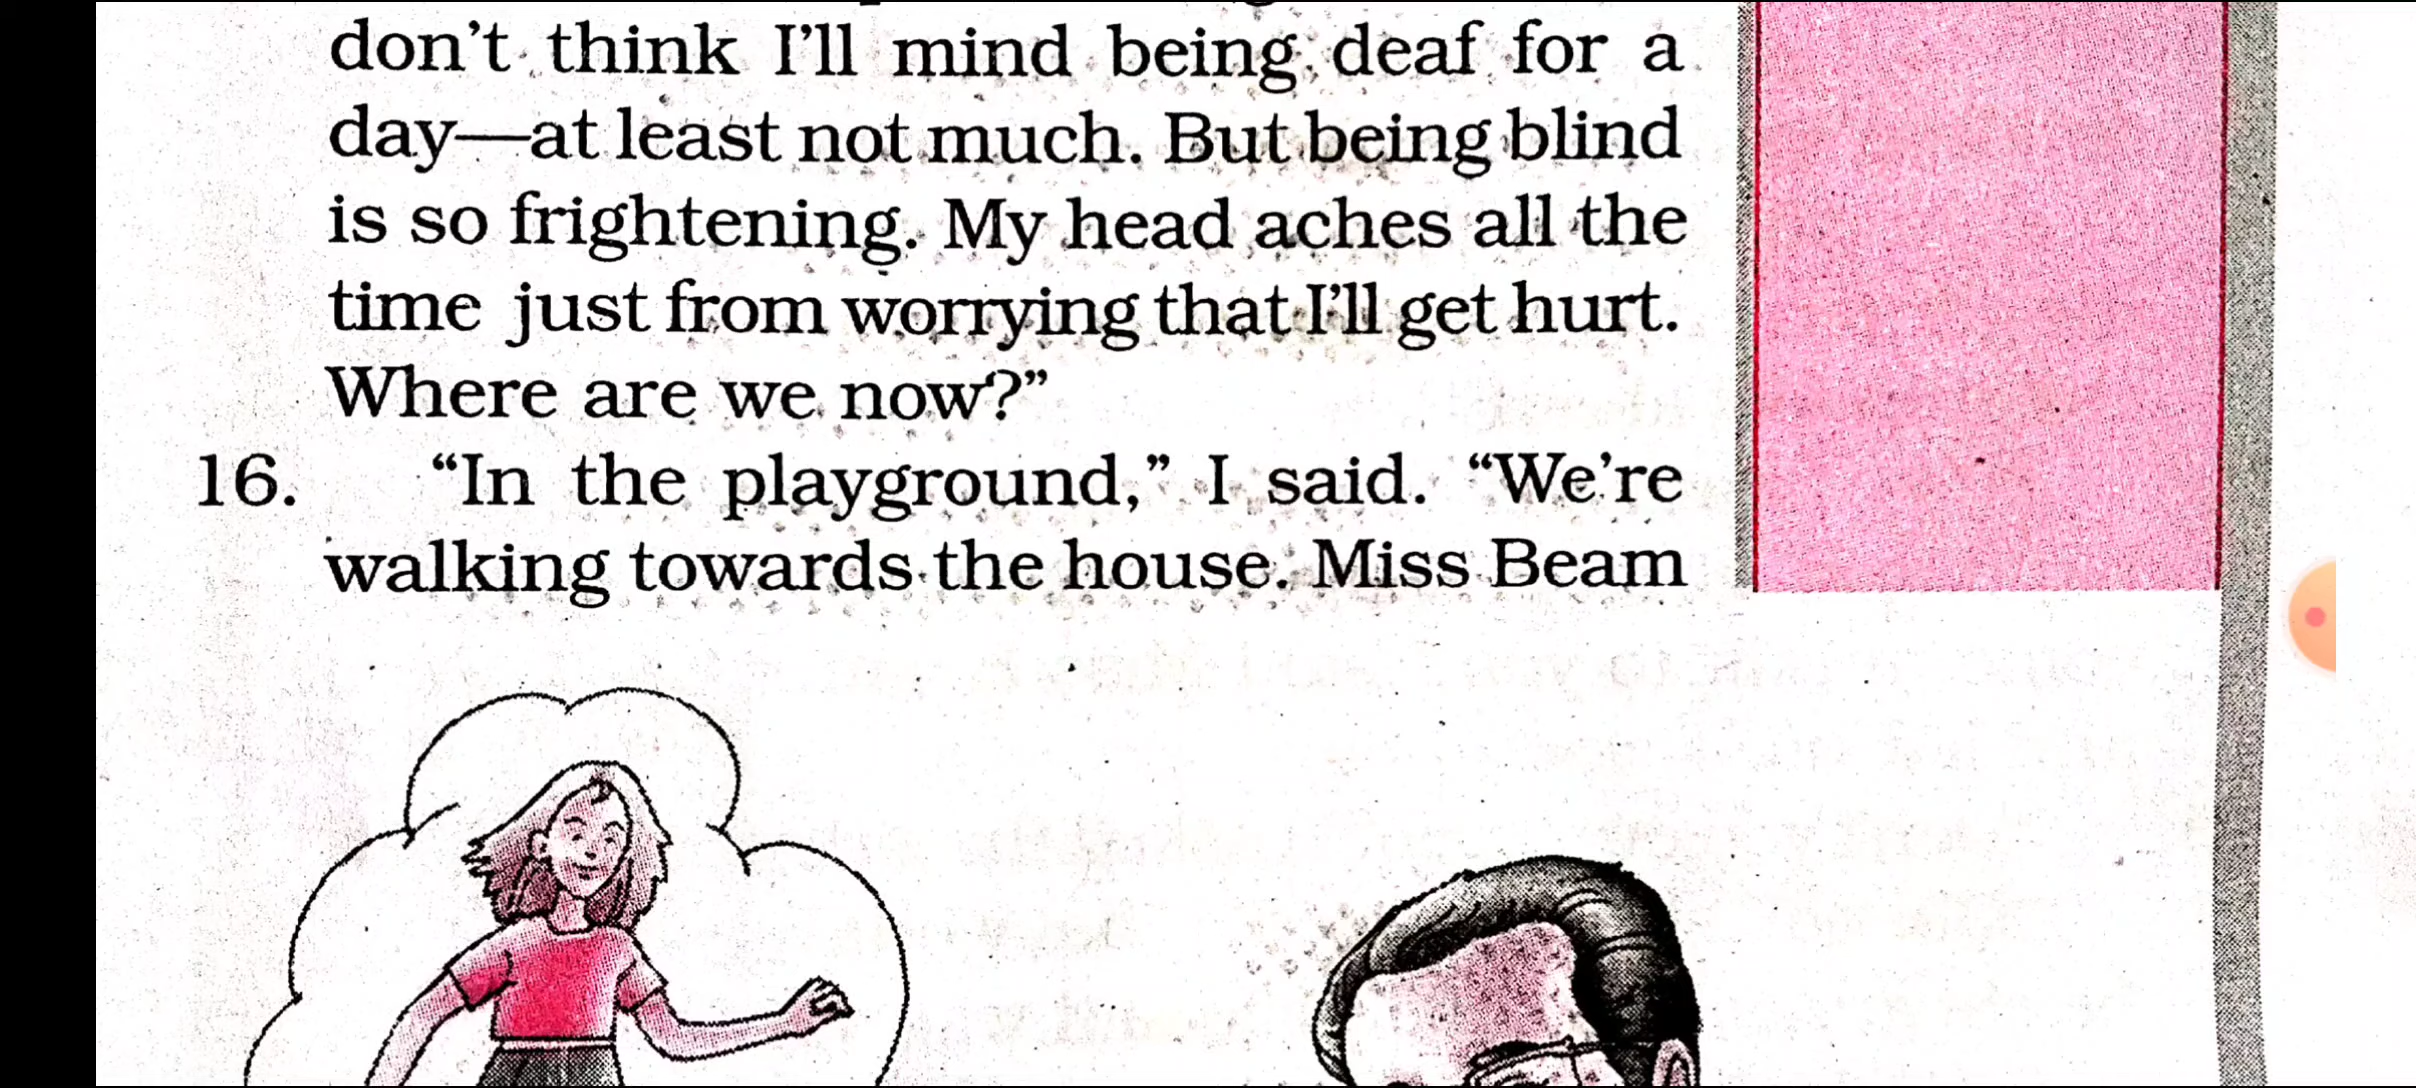 don't think I'll mind being deaf for a
day—at least not much. But being blind
is so frightening. My head aches all the
time just from worrying that I'll get hurt.
Where are we now?”
16. “In the playground,” I said. “We're
walking towards the house. Miss Beam